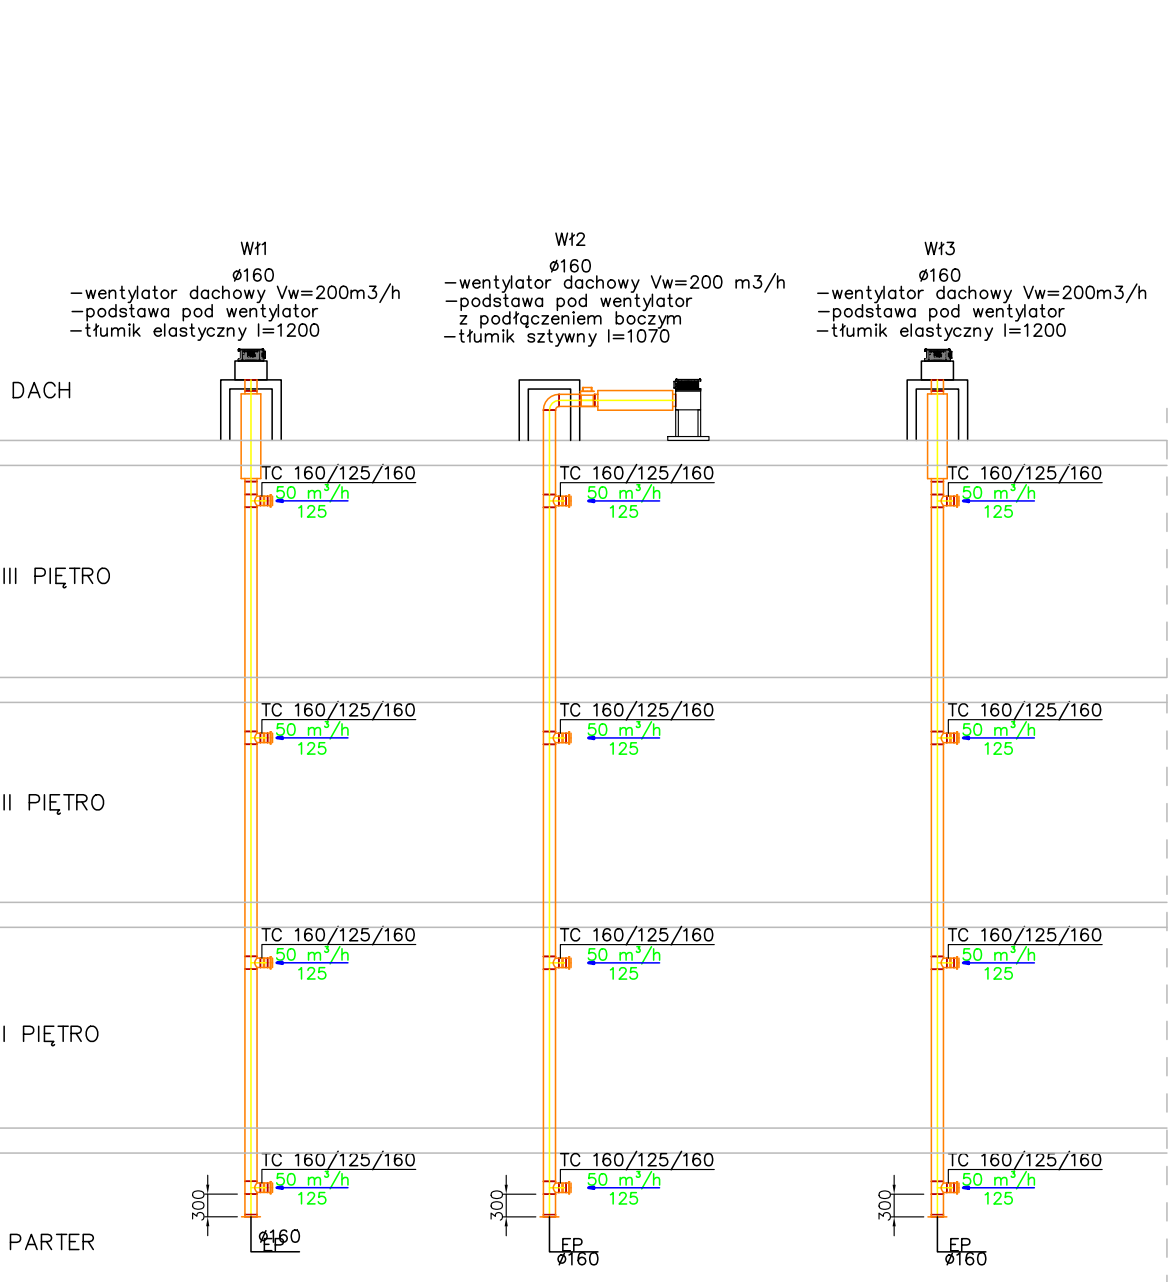 Wł1
ø160
-wentylator dachowy Vw=200m3/h
-podstawa pod wentylator
-tłumik elastyczny l=1200
Wł2
ø160
-wentylator dachowy Vw=200 m3/h
-podstawa pod wentylator
z podłączeniem boczym
-tłumik sztywny l=1070
Wł3
ø160
-wentylator dachowy Vw=200m3/h
-podstawa pod wentylator
-tłumik elastyczny l=1200
DACH
TC 160/125/160
50 m³/h
125
TC 160/125/160
50 m³/h
125
TC 160/125/160
50 m³/h
125
III PIĘTRO
TC 160/125/160
50 m³/h
125
TC 160/125/160
50 m³/h
125
TC 160/125/160
50 m³/h
125
II PIĘTRO
TC 160/125/160
50 m³/h
125
TC 160/125/160
50 m³/h
125
TC 160/125/160
50 m³/h
125
I PIĘTRO
TC 160/125/160
50 m³/h
125
TC 160/125/160
50 m³/h
125
TC 160/125/160
50 m³/h
125
300
300
300
PARTER
ø160
EP
EP
ø160
EP
ø160